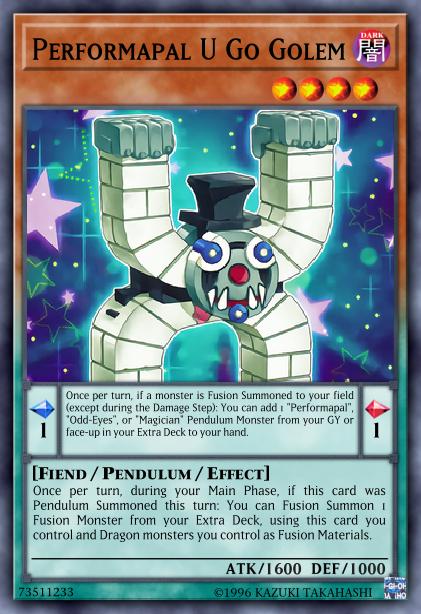 PERFORMAPAL U GO GOLEM
DARK
闇
Once per turn, if a monster is Fusion Summoned to your field
(except during the Damage Step): You can add 1 "Performapal",
"Odd-Eyes", or "Magician" Pendulum Monster from your GY or
face-up in your Extra Deck to your hand.
1
1
[FIEND / PENDULUM / EFFECT]
Once per turn, during your Main Phase, if this card was
Pendulum Summoned this turn: You can Fusion Summon 1
Fusion Monster from your Extra Deck, using this card you
control and Dragon monsters you control as Fusion Materials.
ATK/1600 DEF/1000
73511233
©1996 KAZUKI TAKAHASHI